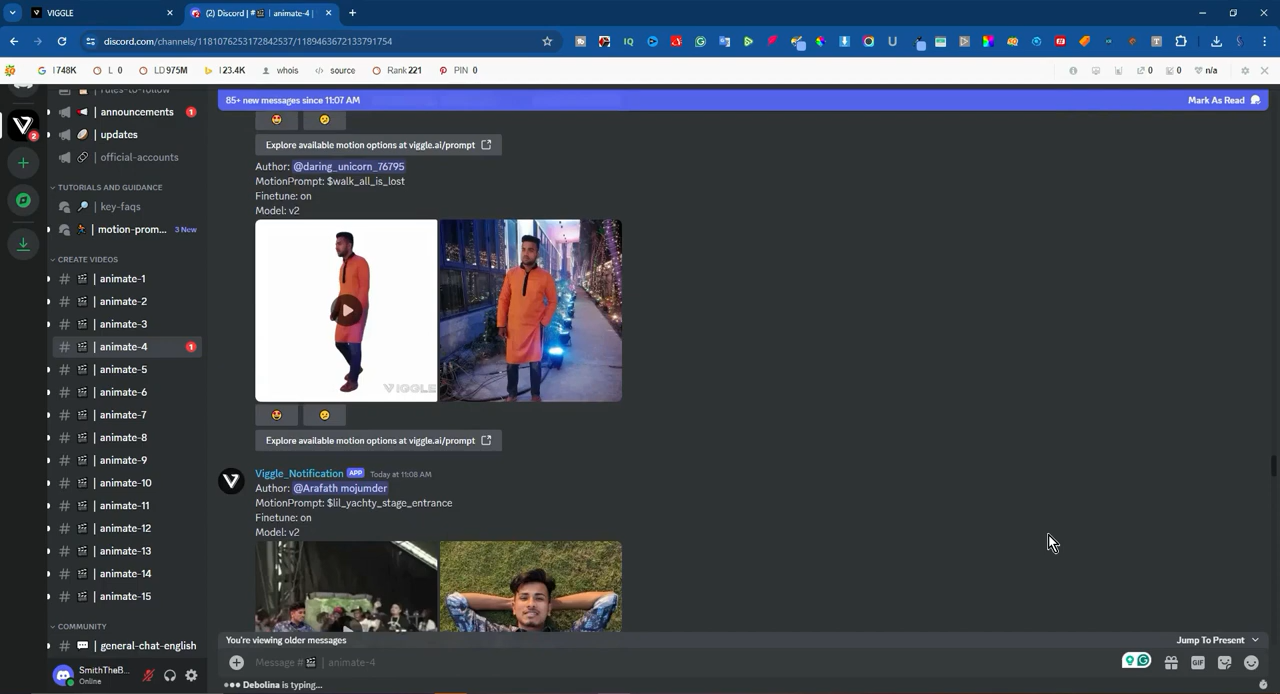 VIGGLE
(2) Discord | #🎬 | animate-4 |
discord.com/channels/1181076253172842537/1189463672133791754
I 748K
L 0
LD 975M
I 23.4K
whois
source
Rank 221
PIN 0
0
0
n/a
rules-to-follow
announcements
1
updates
official-accounts
TUTORIALS AND GUIDANCE
key-faqs
motion-prom...
3 New
CREATE VIDEOS
animate-1
animate-2
animate-3
animate-4
1
animate-5
animate-6
animate-7
animate-8
animate-9
animate-10
animate-11
animate-12
animate-13
animate-14
animate-15
COMMUNITY
general-chat-english
SmithTheB...
Online
2
85+ new messages since 11:07 AM
Mark As Read
Explore available motion options at viggle.ai/prompt
Author: @daring_unicorn_76795
MotionPrompt: $walk_all_is_lost
Finetune: on
Model: v2
VIGGLE
Explore available motion options at viggle.ai/prompt
Viggle_Notification APP Today at 11:08 AM
Author: @Arafath mojumder
MotionPrompt: $lil_yachty_stage_entrance
Finetune: on
Model: v2
You're viewing older messages
Jump To Present
Message #🎬 | animate-4
GIF
Debolina is typing...